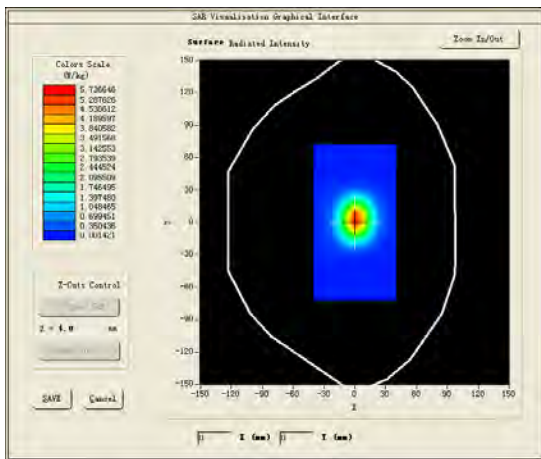 SAR Visualisation Graphical Interface
Surface Radiated Intensity
Zoom In/Out
Colors Scale
(W/kg)
5.736646
5.287626
4.538612
4.189597
3.840582
3.491568
3.142553
2.793539
2.444524
2.095509
1.746495
1.397480
1.048465
0.699451
0.350436
0.001421
Z-Cuts Control
Z = 4.0 mm
SAVE
Cancel
150
120
90
60
30
0
-30
-60
-90
-120
-150
Y
-150 -120 -90 -60 -30 0 30 60 90 120 150
X
0 X (mm) 0 Y (mm)